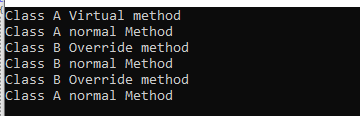 Class A Virtual method
Class A normal Method
Class B Override method
Class B normal Method
Class B Override method
Class A normal Method